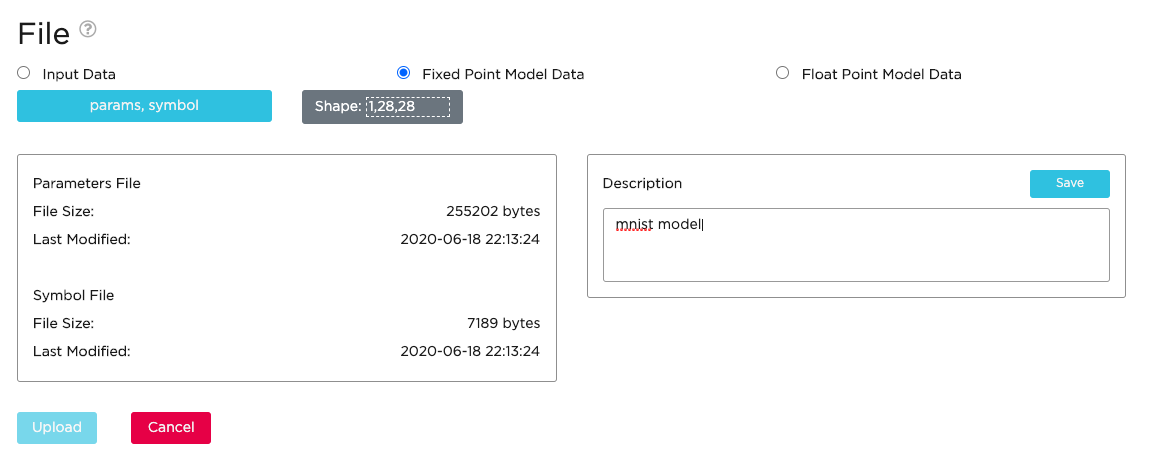 File ?
Input Data
Fixed Point Model Data
Float Point Model Data
params, symbol
Shape: 1,28,28
Parameters File
File Size: 255202 bytes
Last Modified: 2020-06-18 22:13:24
Symbol File
File Size: 7189 bytes
Last Modified: 2020-06-18 22:13:24
Description
Save
mnist model
Upload
Cancel